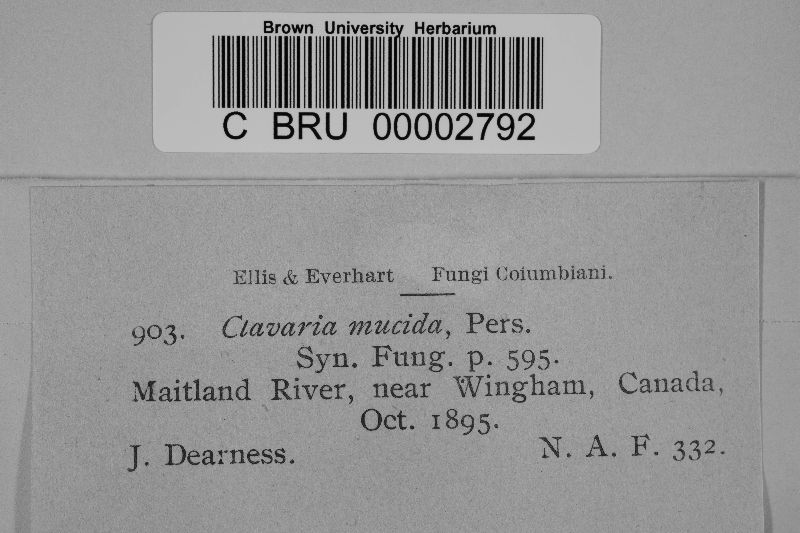 Brown University Herbarium
C BRU 00002792
Ellis & Everhart Fungi Columbiani.
903. Clavaria mucida, Pers.
Syn. Fung. p. 595.
Maitland River, near Wingham, Canada,
Oct. 1895.
J. Dearness. N. A. F. 332.